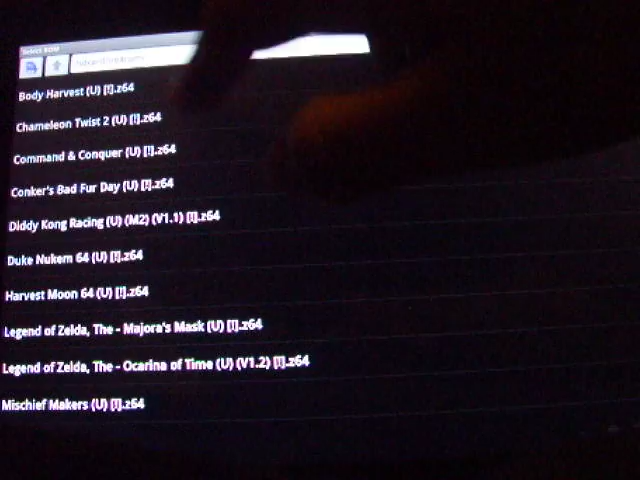 Select ROM
Body Harvest (U) [!].z64
Chameleon Twist 2 (U) [!].z64
Command & Conquer (U) [!].z64
Conker's Bad Fur Day (U) [!].z64
Diddy Kong Racing (U) (M2) (V1.1) [!].z64
Duke Nukem 64 (U) [!].z64
Harvest Moon 64 (U) [!].z64
Legend of Zelda, The - Majora's Mask (U) [!].z64
Legend of Zelda, The - Ocarina of Time (U) (V1.2) [!].z64
Mischief Makers (U) [!].z64